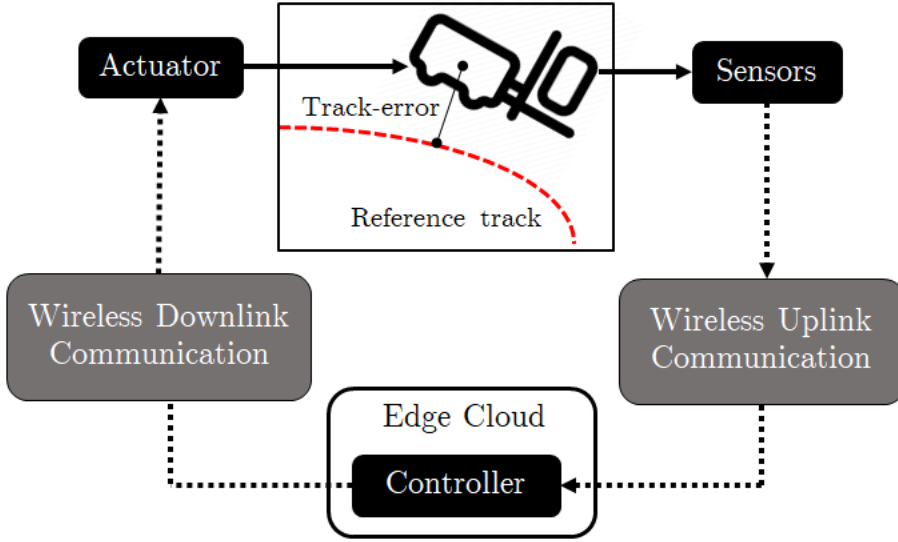 Actuator
Sensors
Track-error
Reference track
Wireless Downlink
Communication
Wireless Uplink
Communication
Edge Cloud
Controller